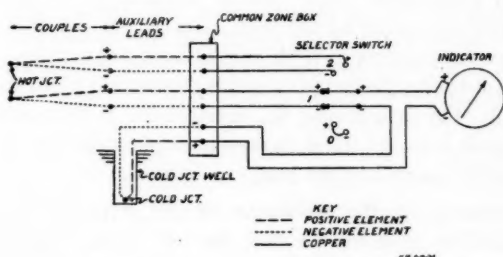 COUPLES
AUXILIARY
LEADS
COMMON ZONE BOX
SELECTOR SWITCH
INDICATOR
+
-
+
-
HOT JCT.
+
-
2
+
-
+
-
1
+
-
0
+
-
-
+
COLD JCT. WELL
COLD JCT.
KEY
POSITIVE ELEMENT
NEGATIVE ELEMENT
COPPER